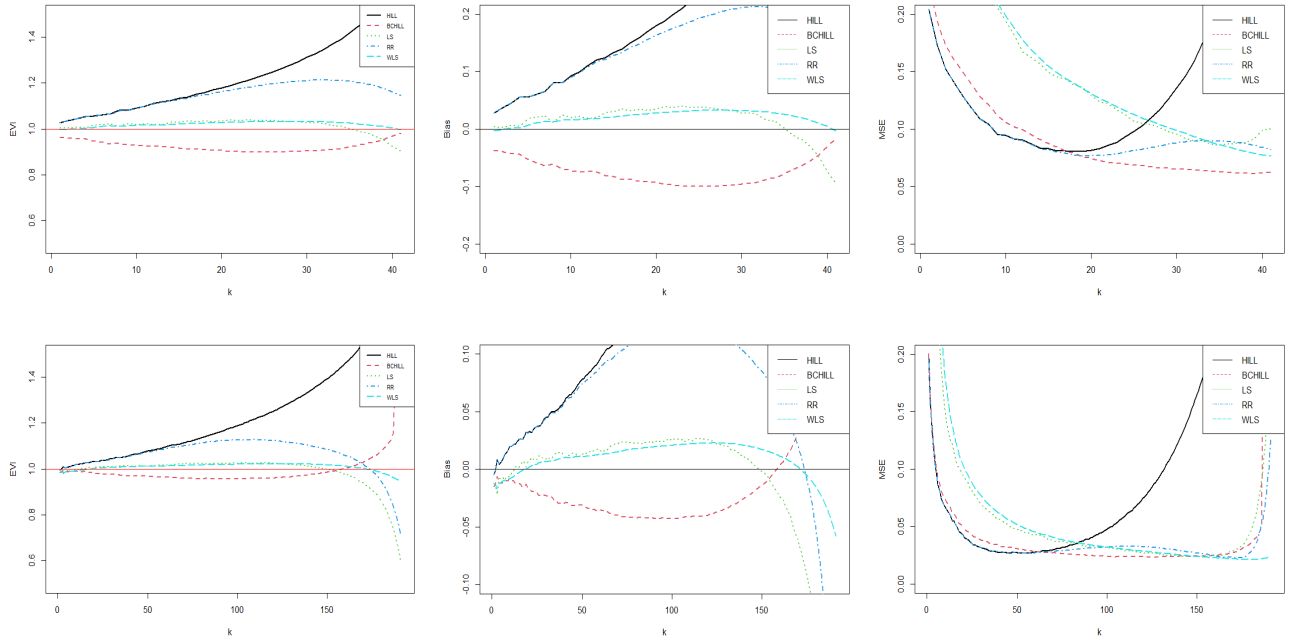 HILL
BCHILL
LS
RR
WLS
EVI
0.6 0.8 1.0 1.2 1.4
0 10 20 30 40
k
HILL
BCHILL
LS
RR
WLS
Bias
-0.2 -0.1 0.0 0.1 0.2
0 10 20 30 40
k
HILL
BCHILL
LS
RR
WLS
MSE
0.00 0.05 0.10 0.15 0.20
0 10 20 30 40
k
HILL
BCHILL
LS
RR
WLS
EVI
0.6 0.8 1.0 1.2 1.4
0 50 100 150
k
HILL
BCHILL
LS
RR
WLS
Bias
-0.10 -0.05 0.00 0.05 0.10
0 50 100 150
k
HILL
BCHILL
LS
RR
WLS
MSE
0.00 0.05 0.10 0.15 0.20
0 50 100 150
k